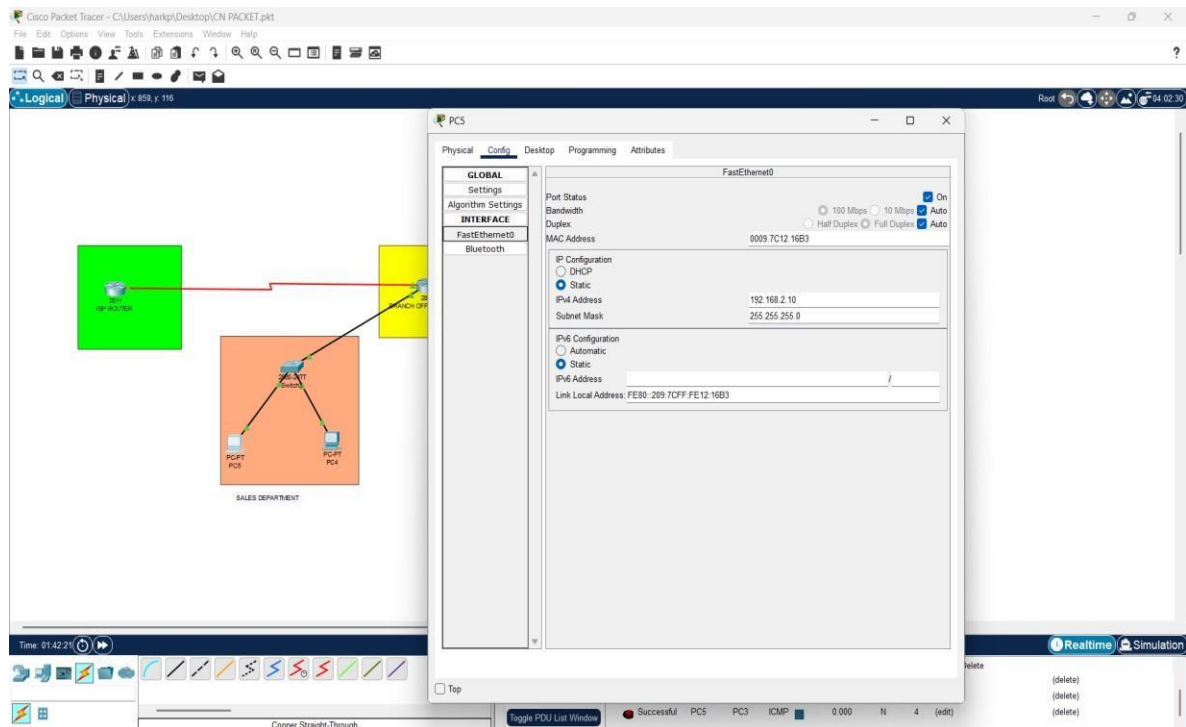 Cisco Packet Tracer - C:\Users\harkp\Desktop\CN PACKET.pkt
File Edit Options View Tools Extensions Window Help
?
Logical Physical x: 859, y: 116
Root 04:02:30
PC5
Physical Config Desktop Programming Attributes
GLOBAL
Settings
Algorithm Settings
INTERFACE
FastEthernet0
Bluetooth
FastEthernet0
Port Status On
Bandwidth 100 Mbps 10 Mbps Auto
Duplex Half Duplex Full Duplex Auto
MAC Address 0009.7C12.16B3
IP Configuration
DHCP
Static
IPv4 Address 192.168.2.10
Subnet Mask 255.255.255.0
IPv6 Configuration
Automatic
Static
IPv6 Address /
Link Local Address: FE80::209:7CFF:FE12:16B3
Top
2811
ISP ROUTER
BRANCH OFF
PC-PT
PC5
PC-PT
PC4
SALES DEPARTMENT
Time: 01:42:21
Realtime Simulation
Copper Straight-Through
Toggle PDU List Window
(delete)
(delete)
Successful PC5 PC3 ICMP 0.000 N 4 (edit) (delete)